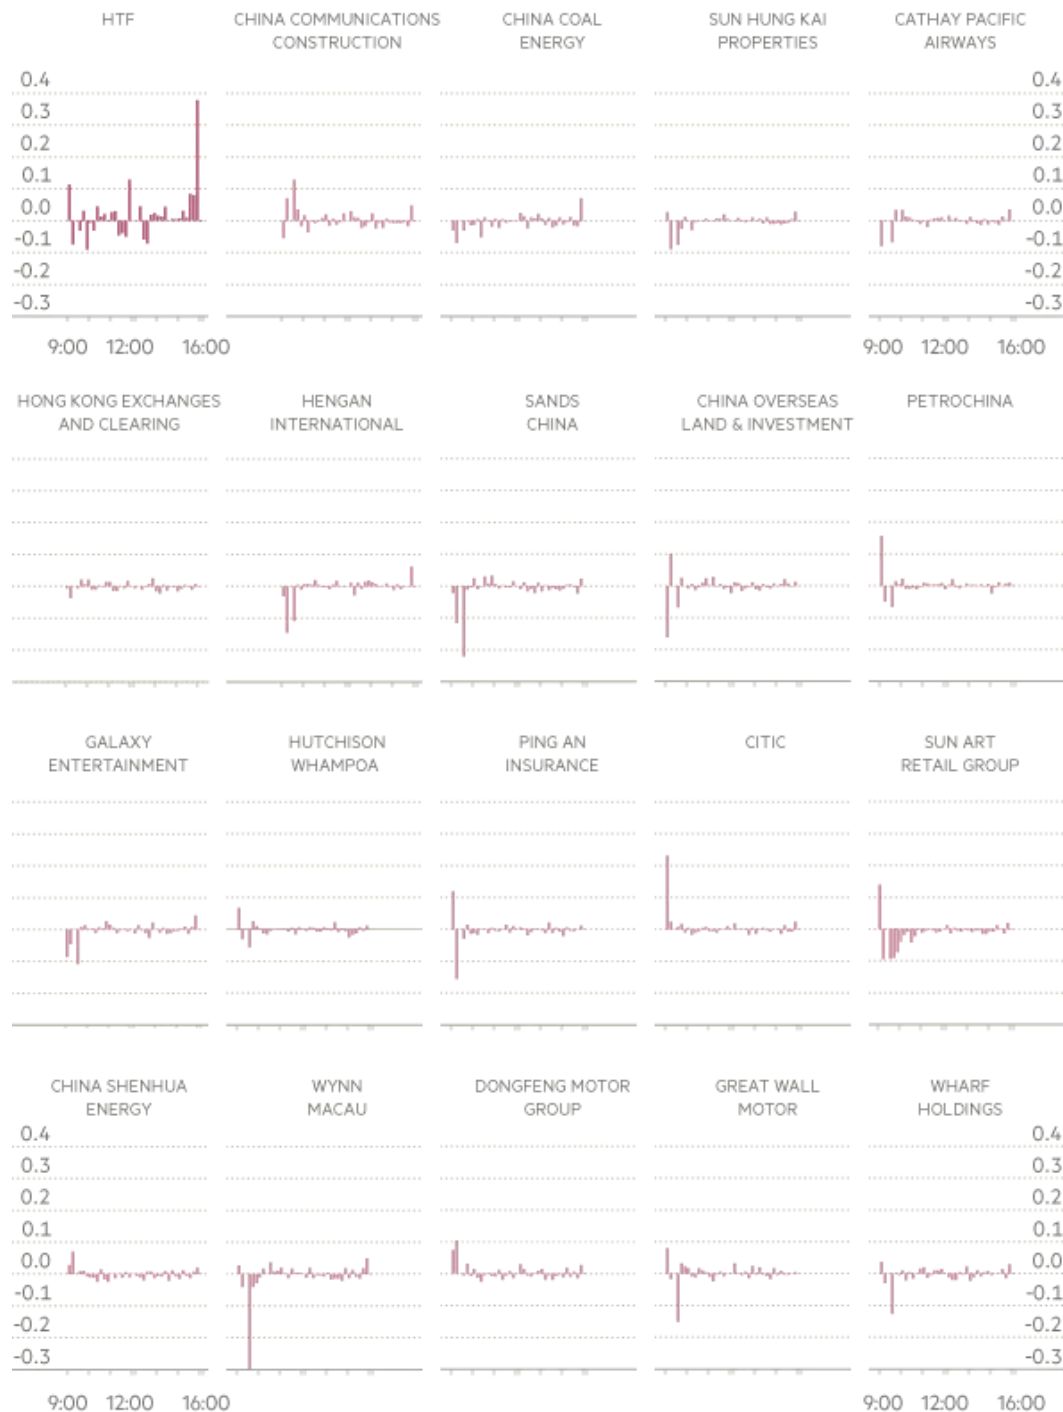 HTF
CHINA COMMUNICATIONS
CONSTRUCTION
CHINA COAL
ENERGY
SUN HUNG KAI
PROPERTIES
CATHAY PACIFIC
AIRWAYS
0.4
0.3
0.2
0.1
0.0
-0.1
-0.2
-0.3
0.4
0.3
0.2
0.1
0.0
-0.1
-0.2
-0.3
9:00 12:00 16:00
9:00 12:00 16:00
HONG KONG EXCHANGES
AND CLEARING
HENGAN
INTERNATIONAL
SANDS
CHINA
CHINA OVERSEAS
LAND & INVESTMENT
PETROCHINA
GALAXY
ENTERTAINMENT
HUTCHISON
WHAMPOA
PING AN
INSURANCE
CITIC
SUN ART
RETAIL GROUP
CHINA SHENHUA
ENERGY
WYNN
MACAU
DONGFENG MOTOR
GROUP
GREAT WALL
MOTOR
WHARF
HOLDINGS
0.4
0.3
0.2
0.1
0.0
-0.1
-0.2
-0.3
0.4
0.3
0.2
0.1
0.0
-0.1
-0.2
-0.3
9:00 12:00 16:00
9:00 12:00 16:00